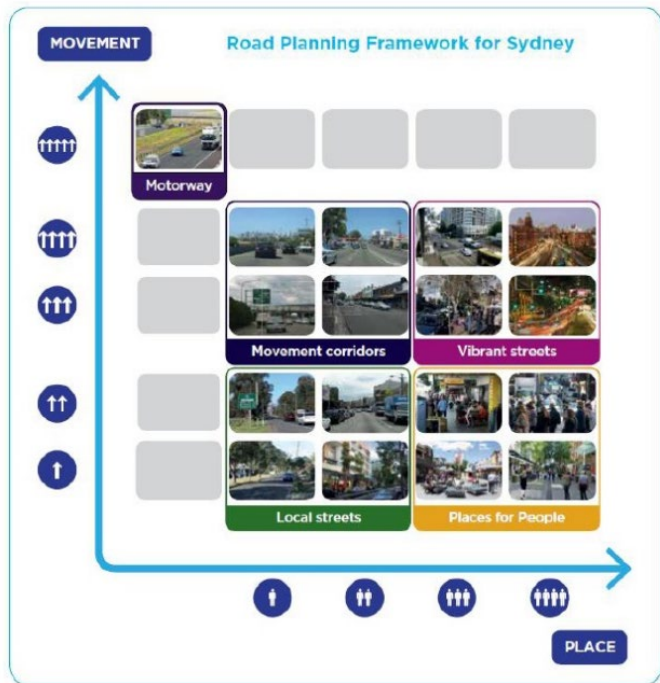 MOVEMENT
Road Planning Framework for Sydney
Motorway
Movement corridors
Vibrant streets
Local streets
Places for People
PLACE